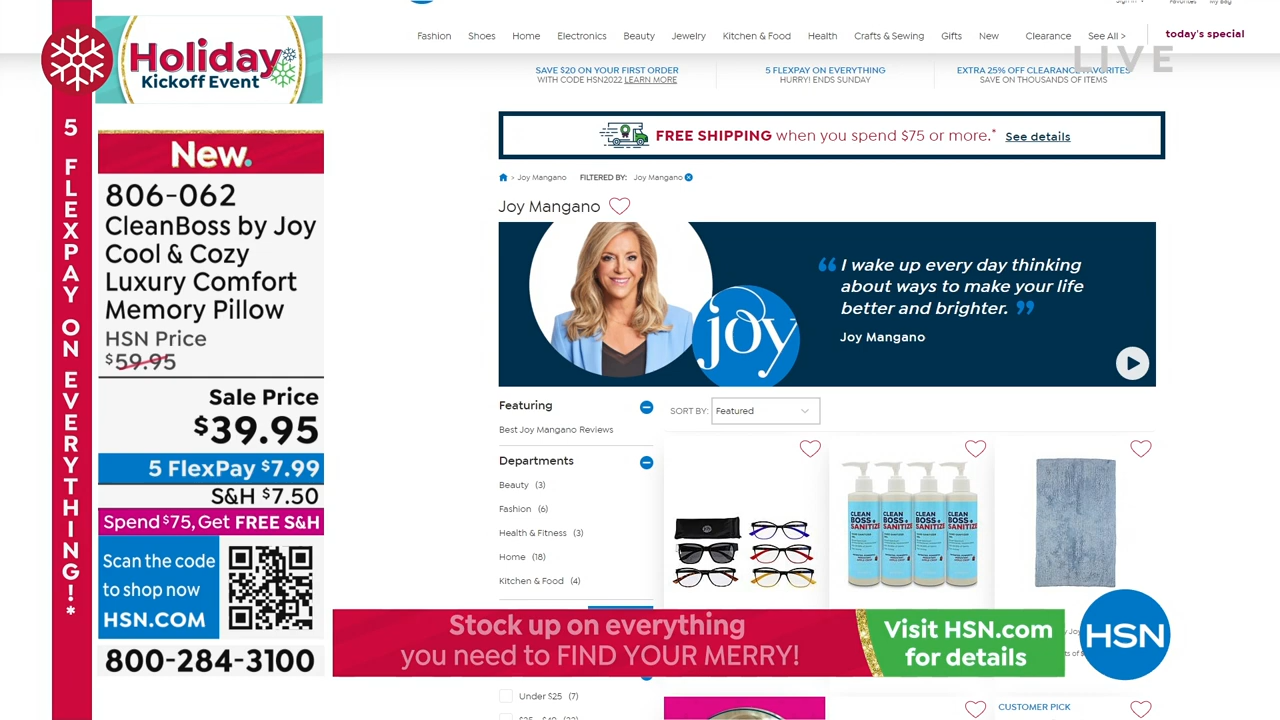 Holiday
Kickoff Event
5 FLEXPAY ON EVERYTHING!*
New.
806-062
CleanBoss by Joy
Cool & Cozy
Luxury Comfort
Memory Pillow
HSN Price
$59.95
Sale Price
$39.95
5 FlexPay $7.99
S&H $7.50
Spend $75, Get FREE S&H
Scan the code
to shop now
HSN.COM
800-284-3100
Fashion Shoes Home Electronics Beauty Jewelry Kitchen & Food Health Crafts & Sewing Gifts New Clearance See All > today's special
LIVE
SAVE $20 ON YOUR FIRST ORDER
WITH CODE HSN2022 LEARN MORE
5 FLEXPAY ON EVERYTHING
HURRY! ENDS SUNDAY
EXTRA 25% OFF CLEARANCE FAVORITES
SAVE ON THOUSANDS OF ITEMS
FREE SHIPPING when you spend $75 or more.* See details
> Joy Mangano FILTERED BY: Joy Mangano
Joy Mangano
joy
“ I wake up every day thinking
about ways to make your life
better and brighter. ”
Joy Mangano
Featuring
Best Joy Mangano Reviews
SORT BY: Featured
Departments
Beauty (3)
Fashion (6)
Health & Fitness (3)
Home (18)
Kitchen & Food (4)
CLEAN BOSS+ SANITIZE
CLEAN BOSS+ SANITIZE
CLEAN BOSS+ SANITIZE
CLEAN BOSS+ SANITIZE
Stock up on everything
you need to FIND YOUR MERRY!
Visit HSN.com
for details
HSN
Under $25 (7)
CUSTOMER PICK